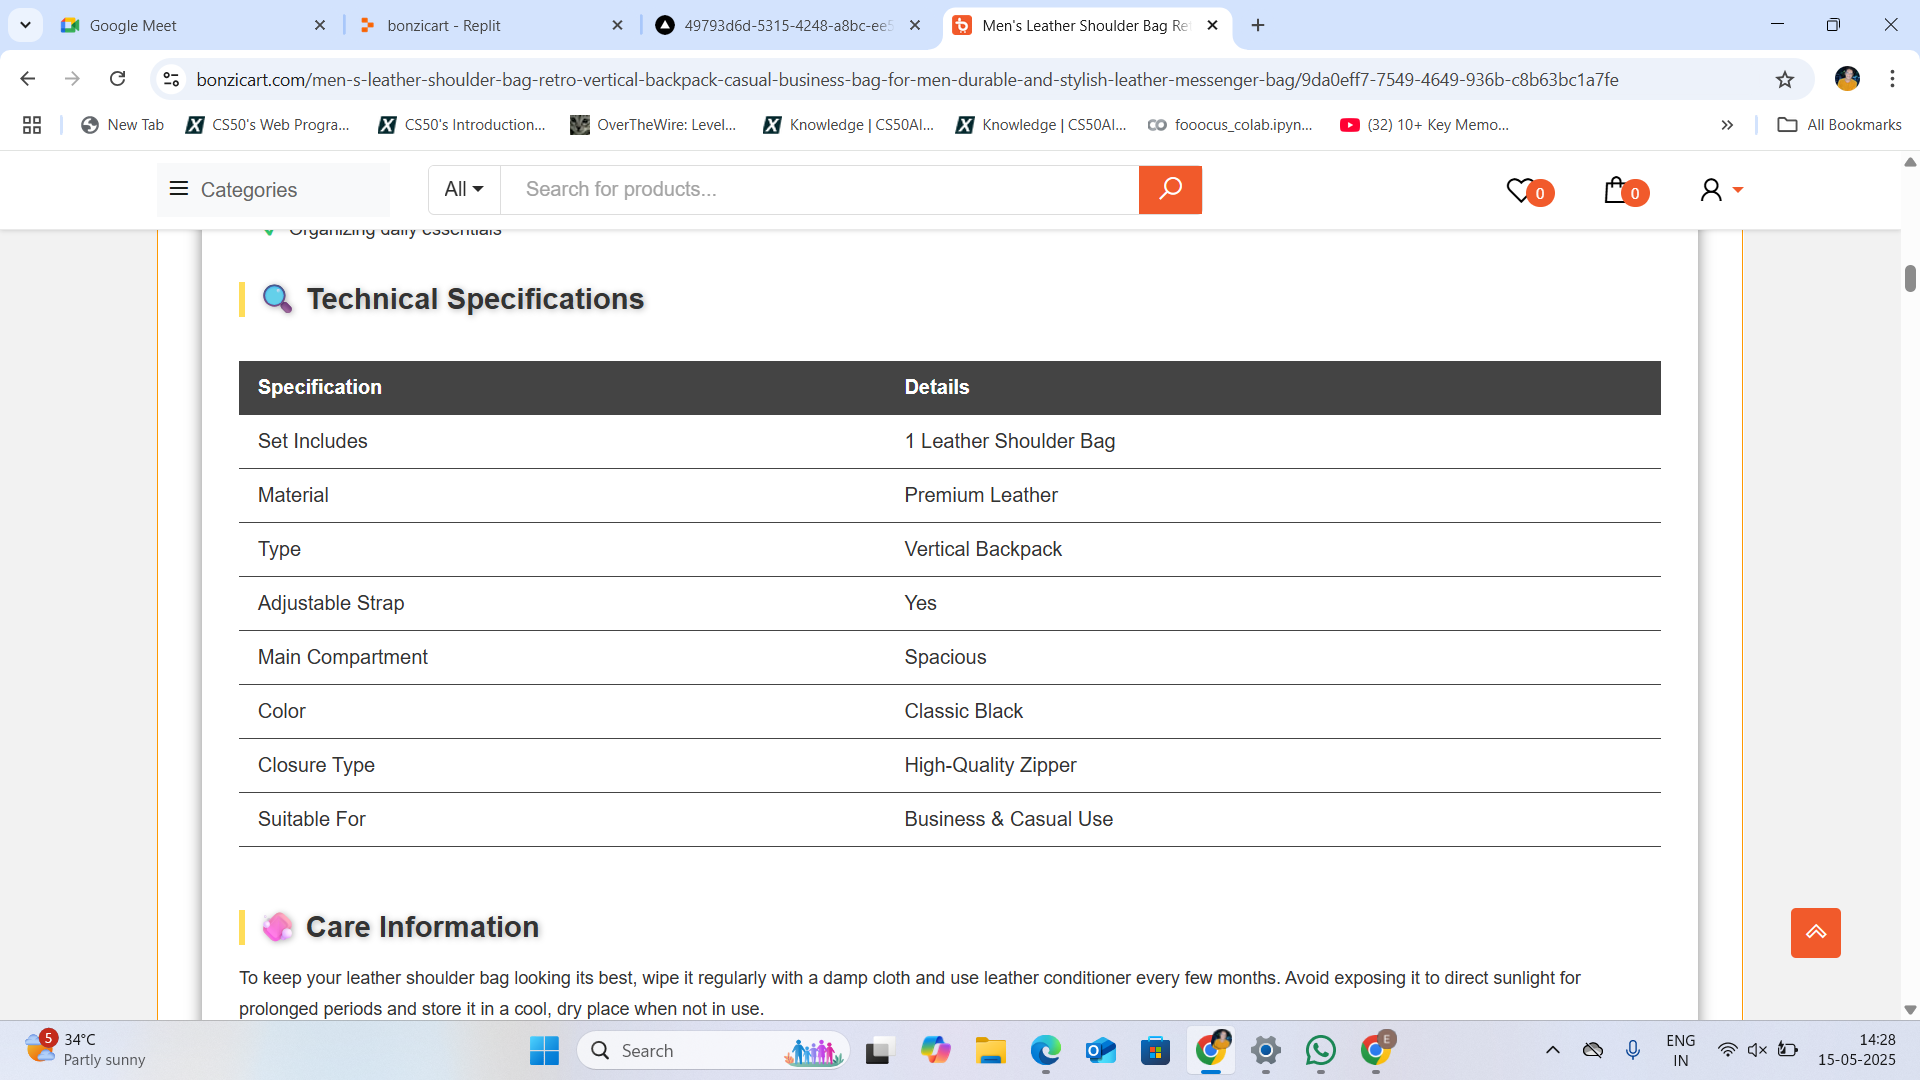 Google Meet
bonzicart - Replit
49793d6d-5315-4248-a8bc-ee5
Men's Leather Shoulder Bag Re
bonzicart.com/men-s-leather-shoulder-bag-retro-vertical-backpack-casual-business-bag-for-men-durable-and-stylish-leather-messenger-bag/9da0eff7-7549-4649-936b-c8b63bc1a7fe
New Tab
CS50's Web Progra...
CS50's Introduction...
OverTheWire: Level...
Knowledge | CS50AI...
Knowledge | CS50AI...
fooocus_colab.ipyn...
(32) 10+ Key Memo...
All Bookmarks
Categories
All
Search for products...
0
0
Organizing daily essentials
Technical Specifications
Specification Details
Set Includes 1 Leather Shoulder Bag
Material Premium Leather
Type Vertical Backpack
Adjustable Strap Yes
Main Compartment Spacious
Color Classic Black
Closure Type High-Quality Zipper
Suitable For Business & Casual Use
Care Information
To keep your leather shoulder bag looking its best, wipe it regularly with a damp cloth and use leather conditioner every few months. Avoid exposing it to direct sunlight for
prolonged periods and store it in a cool, dry place when not in use.
5
34°C
Partly sunny
Search
E
ENG
IN
14:28
15-05-2025